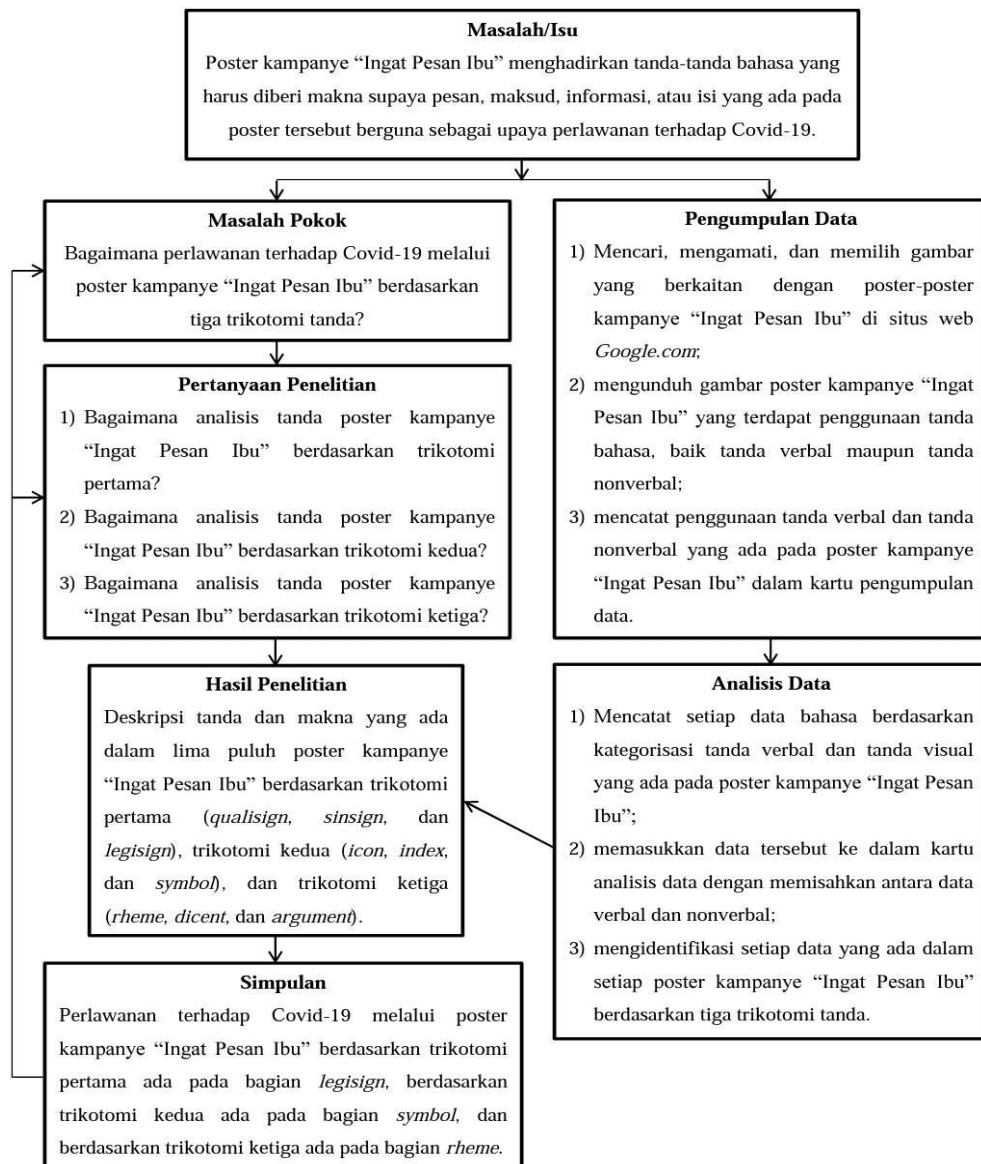 Masalah/Isu
Poster kampanye “Ingat Pesan Ibu” menghadirkan tanda-tanda bahasa yang
harus diberi makna supaya pesan, maksud, informasi, atau isi yang ada pada
poster tersebut berguna sebagai upaya perlawanan terhadap Covid-19.
Masalah Pokok
Bagaimana perlawanan terhadap Covid-19 melalui
poster kampanye “Ingat Pesan Ibu” berdasarkan
tiga trikotomi tanda?
Pertanyaan Penelitian
1) Bagaimana analisis tanda poster kampanye
“Ingat Pesan Ibu” berdasarkan trikotomi
pertama?
2) Bagaimana analisis tanda poster kampanye
“Ingat Pesan Ibu” berdasarkan trikotomi kedua?
3) Bagaimana analisis tanda poster kampanye
“Ingat Pesan Ibu” berdasarkan trikotomi ketiga?
Hasil Penelitian
Deskripsi tanda dan makna yang ada
dalam lima puluh poster kampanye
“Ingat Pesan Ibu” berdasarkan trikotomi
pertama (qualisign, sinsign, dan
legisign), trikotomi kedua (icon, index,
dan symbol), dan trikotomi ketiga
(rheme, dicent, dan argument).
Simpulan
Perlawanan terhadap Covid-19 melalui poster
kampanye “Ingat Pesan Ibu” berdasarkan trikotomi
pertama ada pada bagian legisign, berdasarkan
trikotomi kedua ada pada bagian symbol, dan
berdasarkan trikotomi ketiga ada pada bagian rheme.
Pengumpulan Data
1) Mencari, mengamati, dan memilih gambar
yang berkaitan dengan poster-poster
kampanye “Ingat Pesan Ibu” di situs web
Google.com;
2) mengunduh gambar poster kampanye “Ingat
Pesan Ibu” yang terdapat penggunaan tanda
bahasa, baik tanda verbal maupun tanda
nonverbal;
3) mencatat penggunaan tanda verbal dan tanda
nonverbal yang ada pada poster kampanye
“Ingat Pesan Ibu” dalam kartu pengumpulan
data.
Analisis Data
1) Mencatat setiap data bahasa berdasarkan
kategorisasi tanda verbal dan tanda visual
yang ada pada poster kampanye “Ingat Pesan
Ibu”;
2) memasukkan data tersebut ke dalam kartu
analisis data dengan memisahkan antara data
verbal dan nonverbal;
3) mengidentifikasi setiap data yang ada dalam
setiap poster kampanye “Ingat Pesan Ibu”
berdasarkan tiga trikotomi tanda.